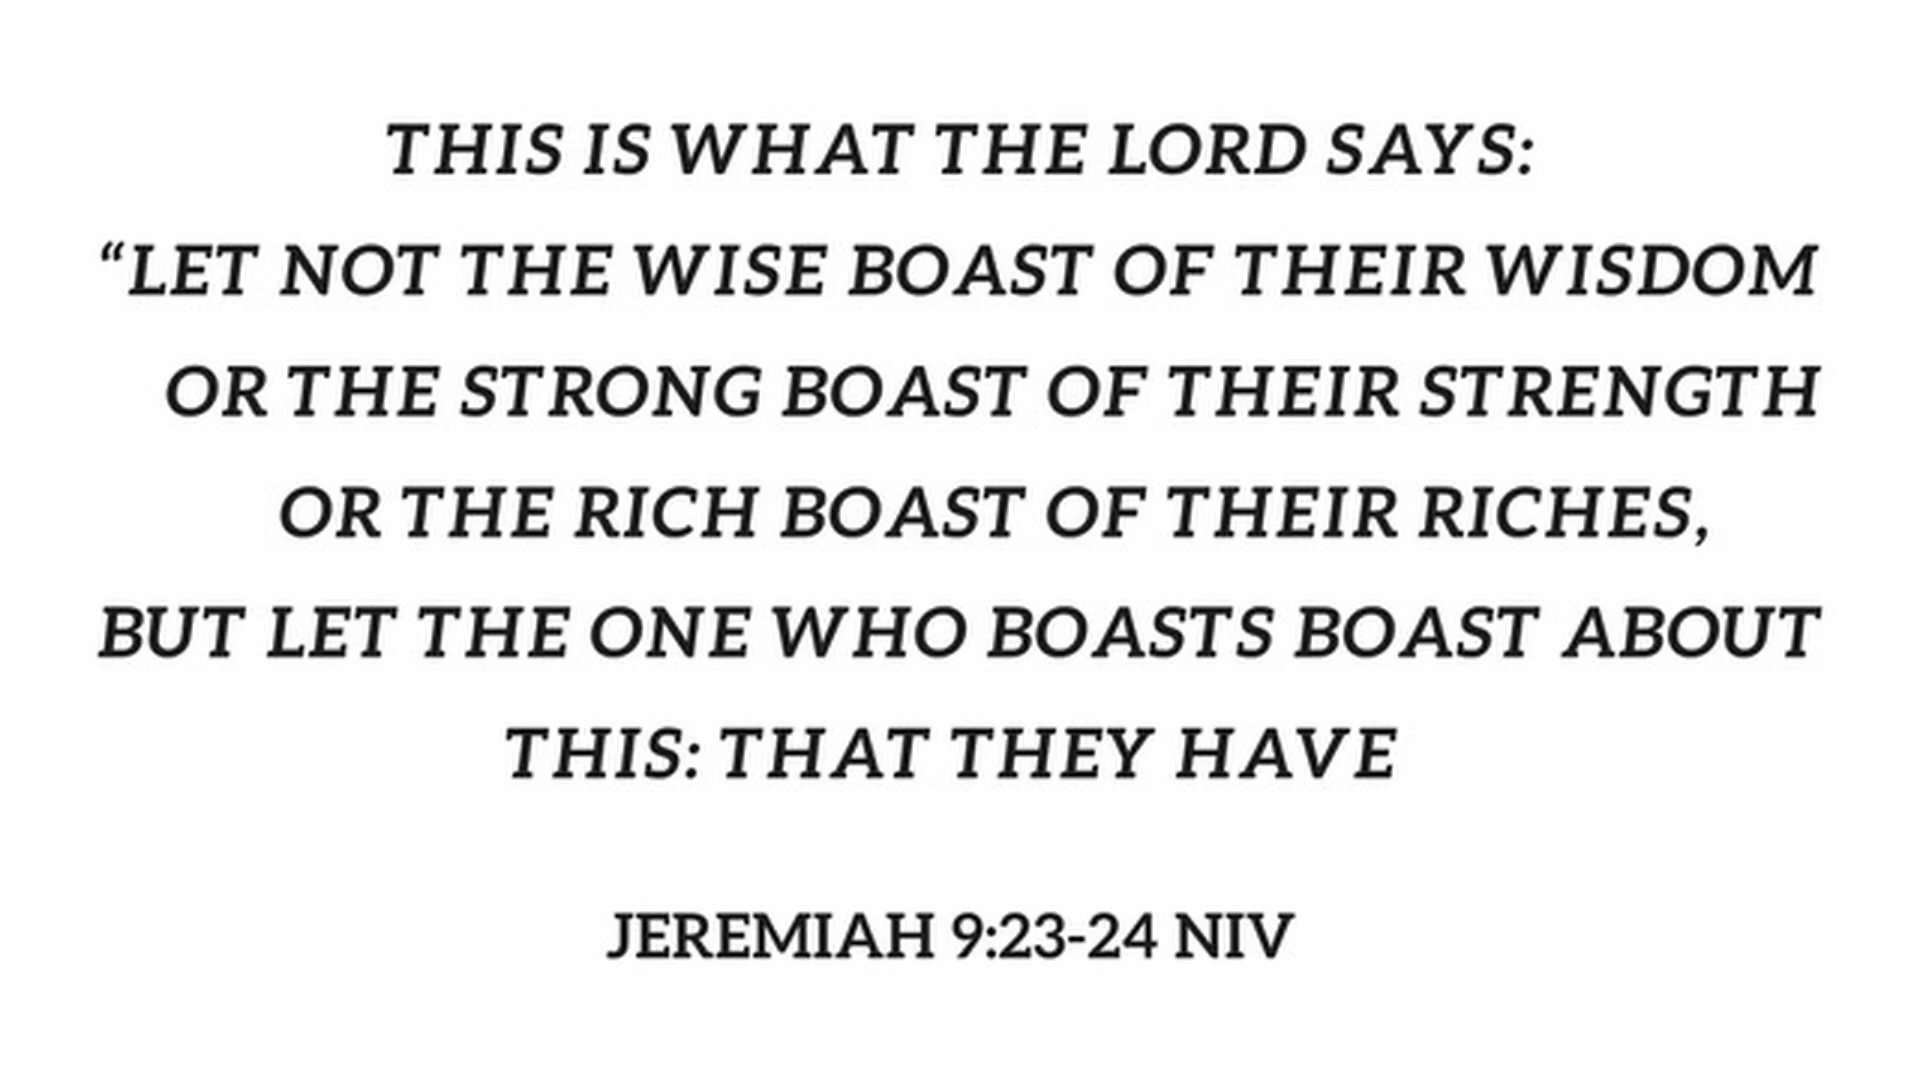 THIS IS WHAT THE LORD SAYS:
“LET NOT THE WISE BOAST OF THEIR WISDOM
OR THE STRONG BOAST OF THEIR STRENGTH
OR THE RICH BOAST OF THEIR RICHES,
BUT LET THE ONE WHO BOASTS BOAST ABOUT
THIS: THAT THEY HAVE
JEREMIAH 9:23-24 NIV